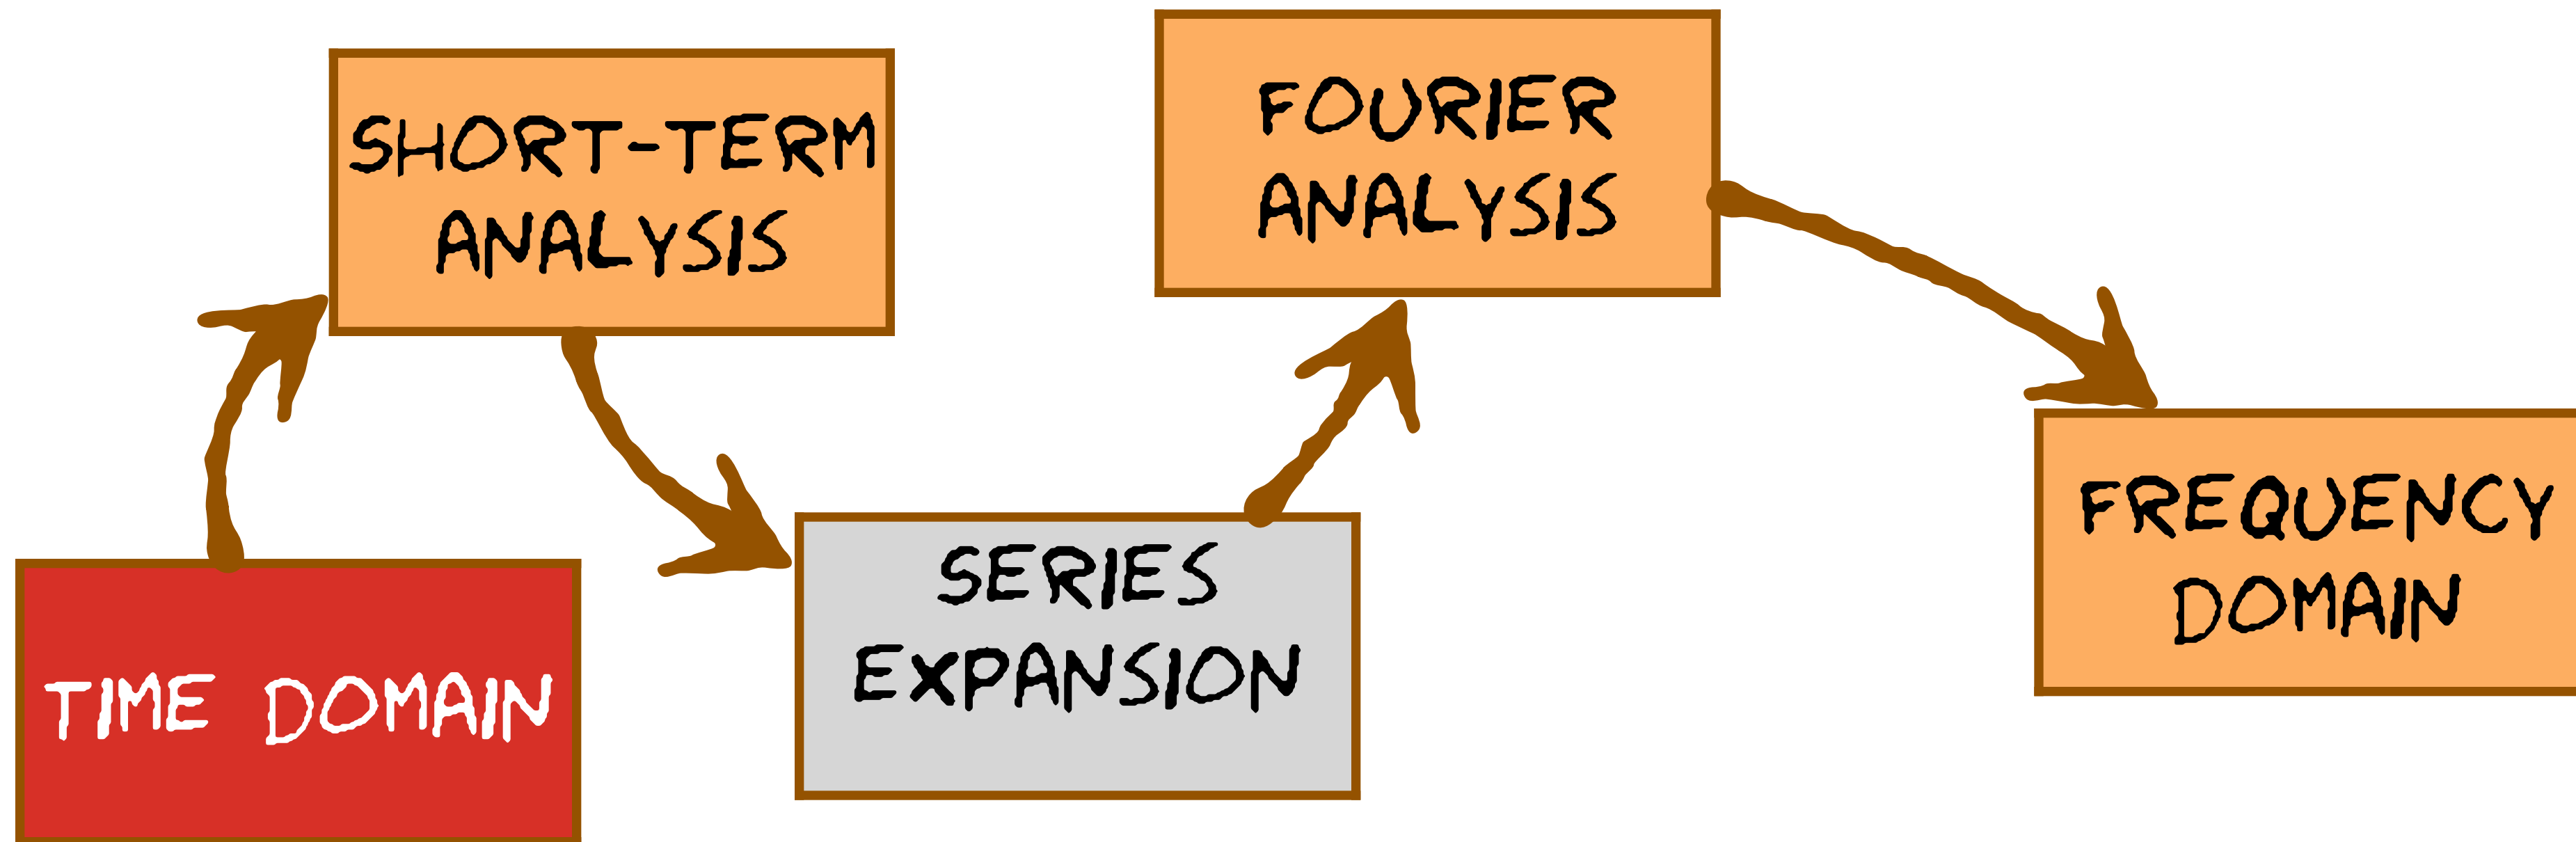 SHORT-TERM
ANALYSIS
FOURIER
ANALYSIS
TIME DOMAIN
SERIES
EXPANSION
FREQUENCY
DOMAIN